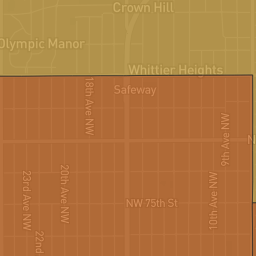 Crown Hill
Olympic Manor
Whittier Heights
Safeway
18th Ave NW
9th Ave NW
N
23rd Ave NW
20th Ave NW
10th Ave NW
NW 75th St
22nd